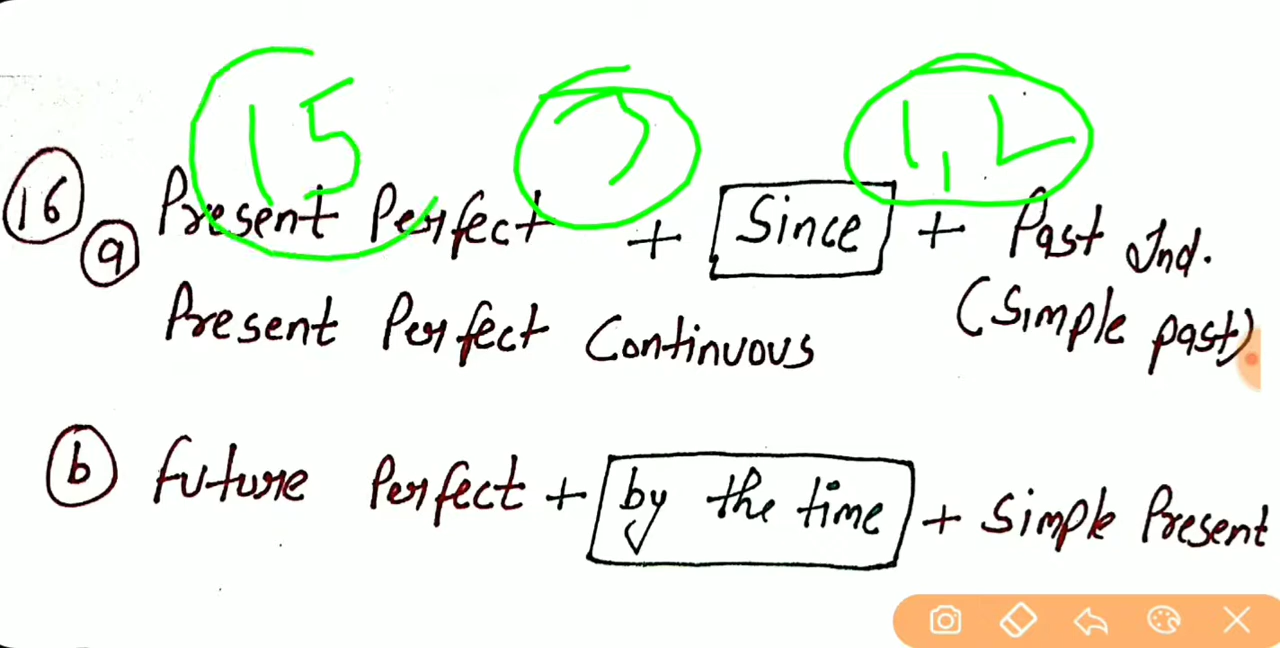 15 7 1,2
16 a Present Perfect + Since + Past Ind.
Present Perfect Continuous (Simple past)
b Future Perfect + by the time + Simple Present